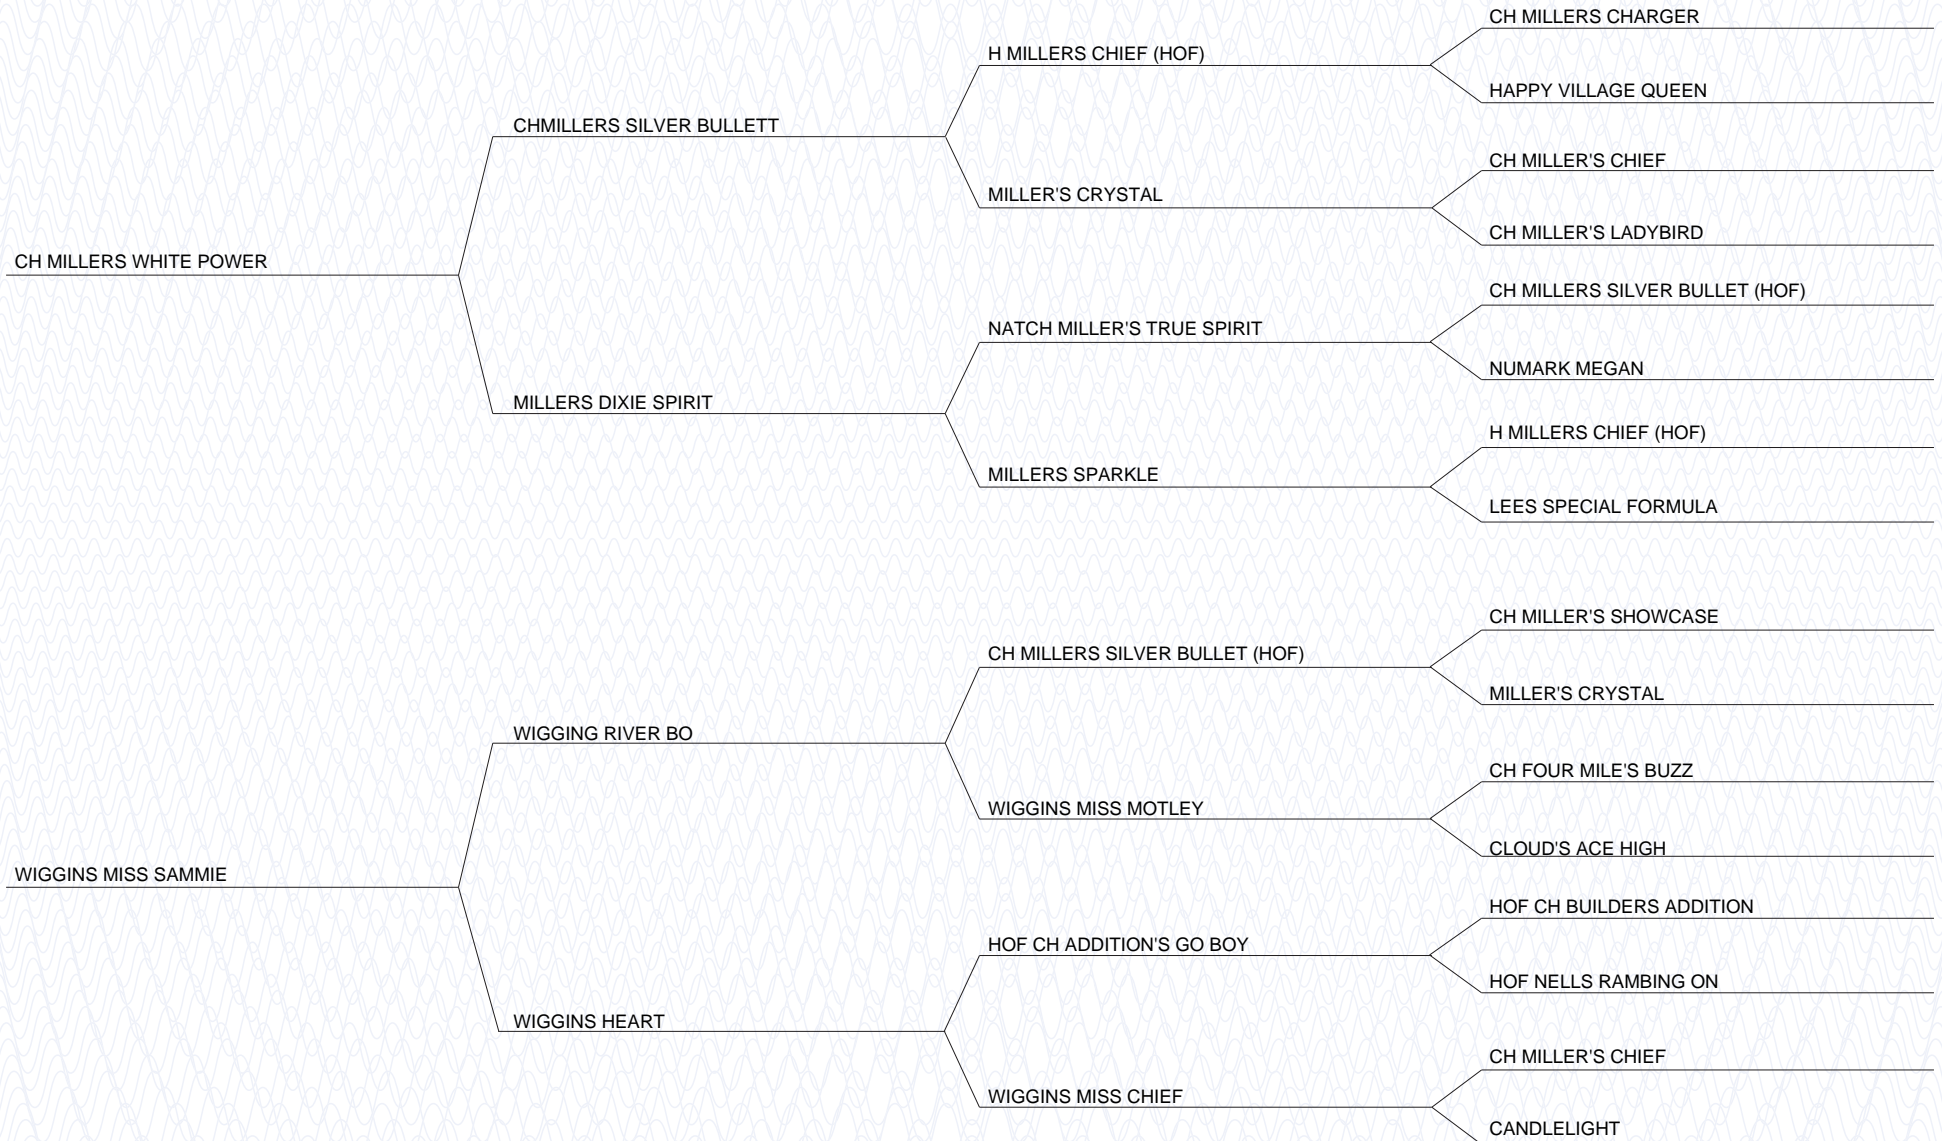 CH MILLERS CHARGER
H MILLERS CHIEF (HOF)
HAPPY VILLAGE QUEEN
CHMILLERS SILVER BULLETT
CH MILLER'S CHIEF
MILLER'S CRYSTAL
CH MILLER'S LADYBIRD
CH MILLERS WHITE POWER
CH MILLERS SILVER BULLET (HOF)
NATCH MILLER'S TRUE SPIRIT
NUMARK MEGAN
MILLERS DIXIE SPIRIT
H MILLERS CHIEF (HOF)
MILLERS SPARKLE
LEES SPECIAL FORMULA
CH MILLER'S SHOWCASE
CH MILLERS SILVER BULLET (HOF)
MILLER'S CRYSTAL
WIGGING RIVER BO
CH FOUR MILE'S BUZZ
WIGGINS MISS MOTLEY
CLOUD'S ACE HIGH
WIGGINS MISS SAMMIE
HOF CH BUILDERS ADDITION
HOF CH ADDITION'S GO BOY
HOF NELLS RAMBING ON
WIGGINS HEART
CH MILLER'S CHIEF
WIGGINS MISS CHIEF
CANDLELIGHT